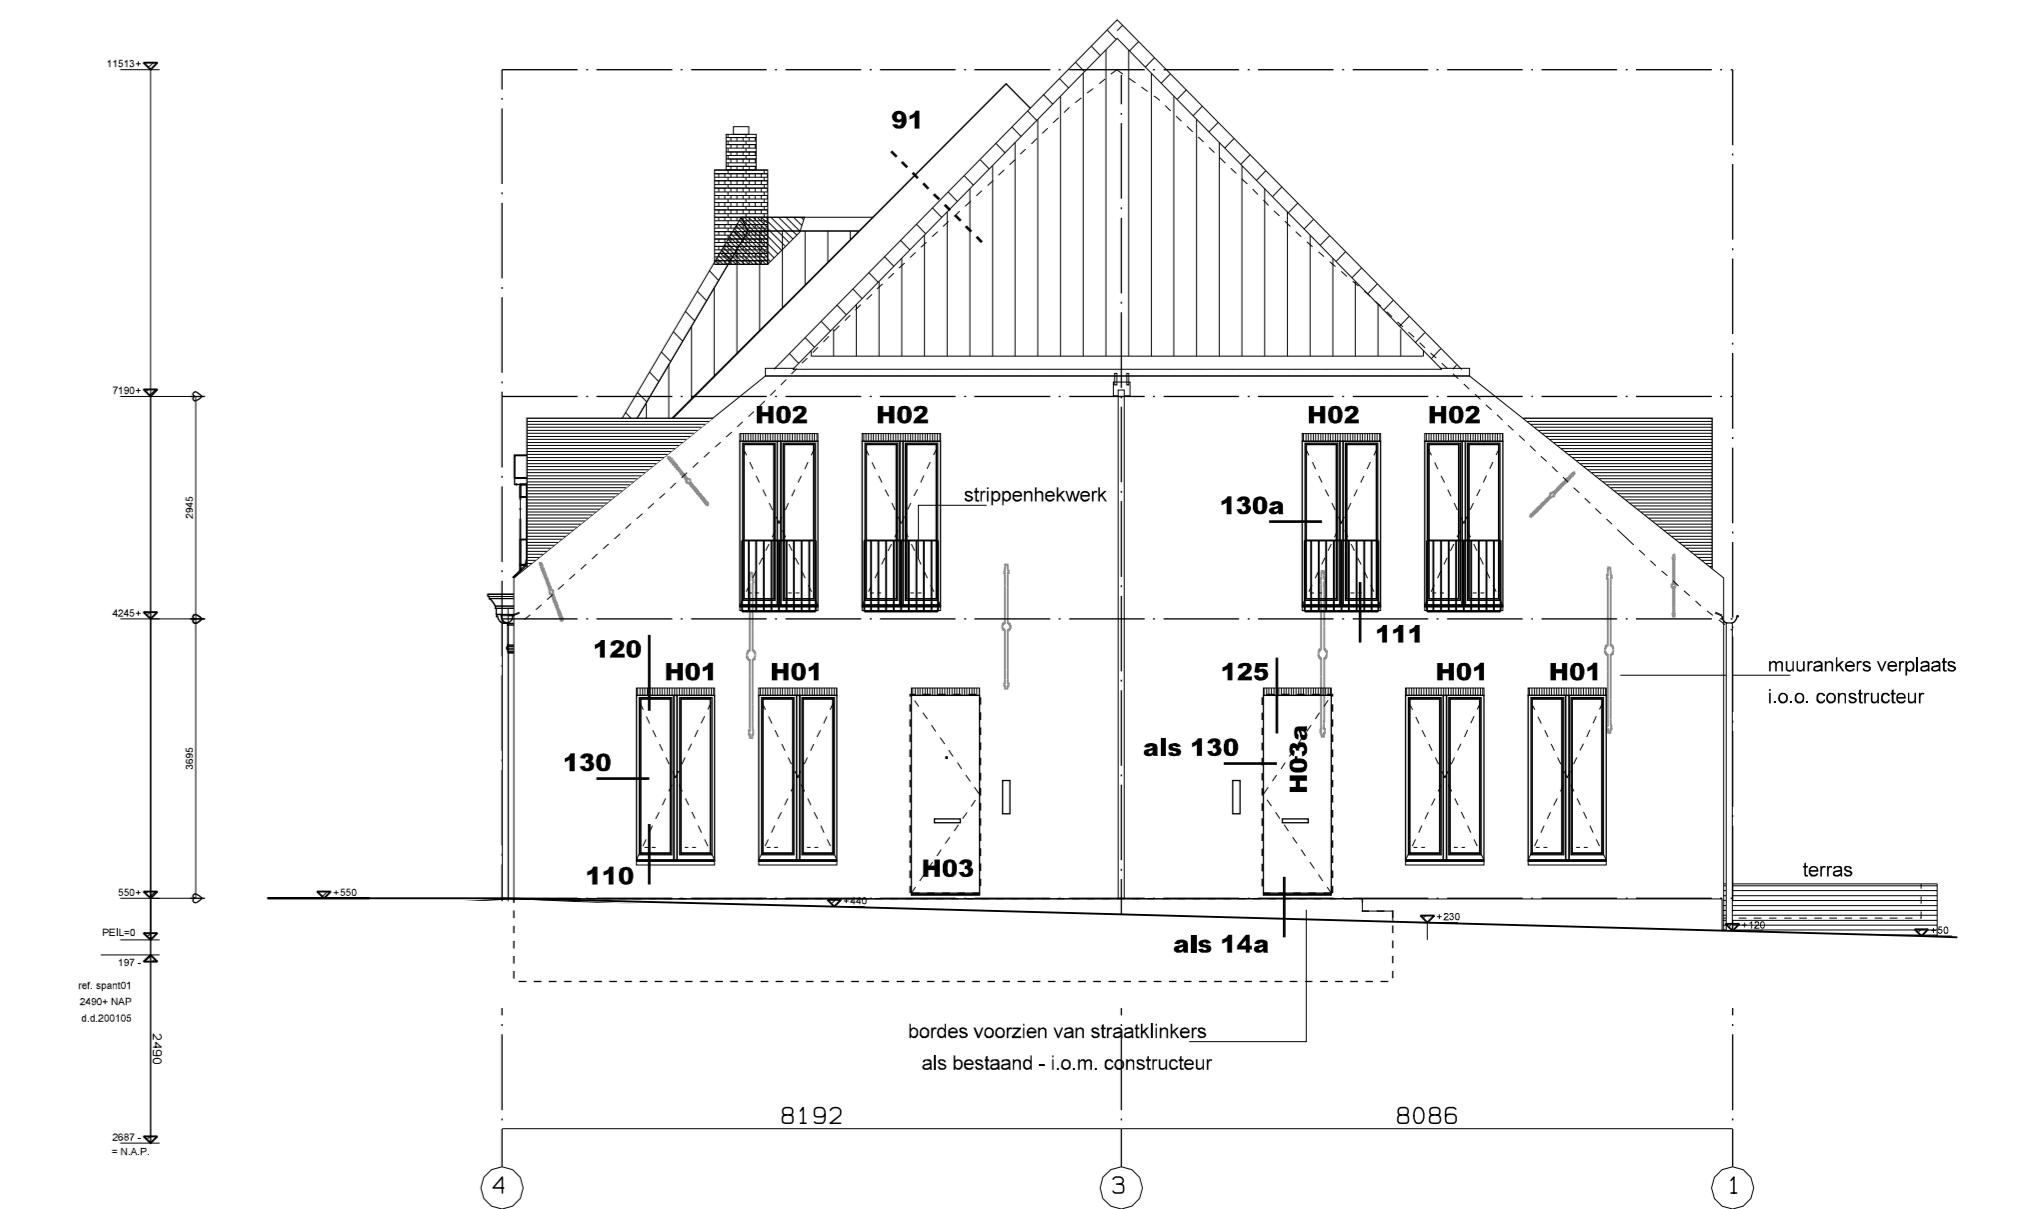 11513+
91
7190+
H02
H02
H02
H02
strippenhekwerk
130a
2945
4245+
120
111
H01
H01
125
H01
H01
muurankers verplaats
i.o.o. constructeur
als 130
130
H03a
3695
110
H03
terras
550+
+550
+440
+230
+120
+50
PEIL=0
als 14a
197 -
ref. spant01
2490+ NAP
d.d.200105
2490
bordes voorzien van straatklinkers
als bestaand - i.o.m. constructeur
8192
8086
2687 -
= N.A.P.
4
3
1